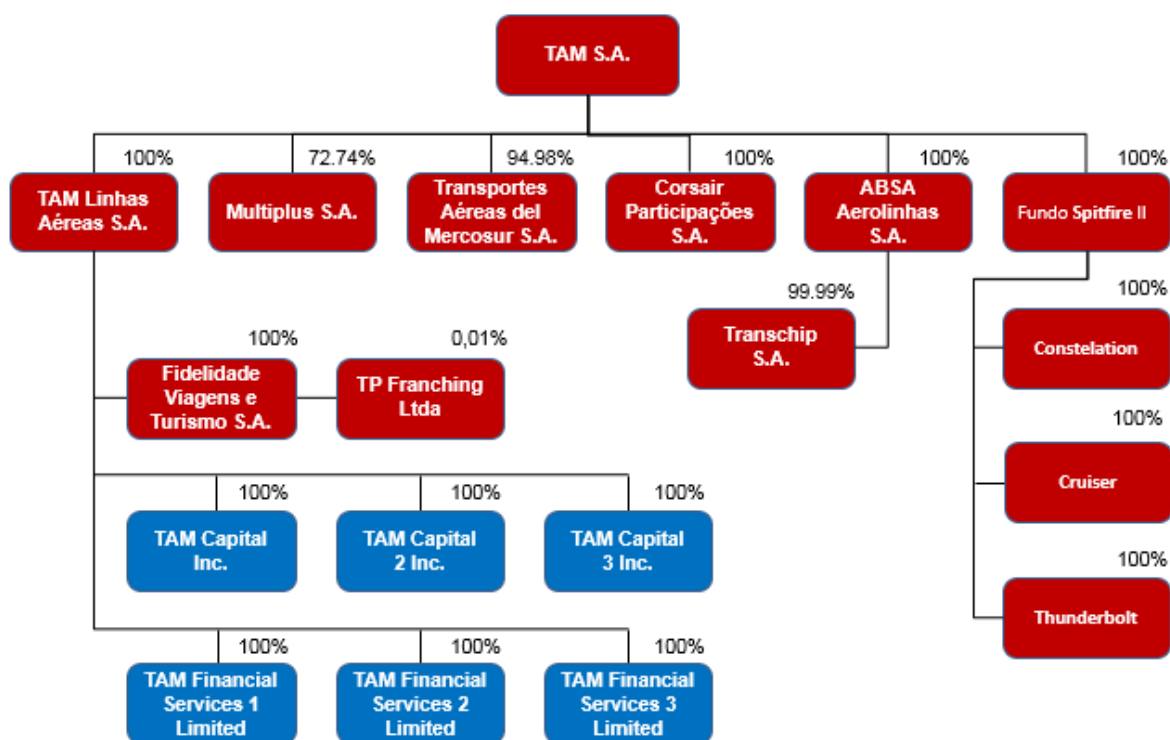 TAM S.A.
100%
72.74%
94.98%
100%
100%
100%
TAM Linhas
Aéreas S.A.
Multiplus S.A.
Transportes
Aéreas del
Mercosur S.A.
Corsair
Participações
S.A.
ABSA
Aerolinhas
S.A.
Fundo Spitfire II
99.99%
100%
Transchip
S.A.
Constelation
100%
0,01%
Fidelidade
Viagens e
Turismo S.A.
TP Franching
Ltda
100%
Cruiser
100%
100%
100%
TAM Capital
Inc.
TAM Capital
2 Inc.
TAM Capital
3 Inc.
100%
Thunderbolt
100%
100%
100%
TAM Financial
Services 1
Limited
TAM Financial
Services 2
Limited
TAM Financial
Services 3
Limited